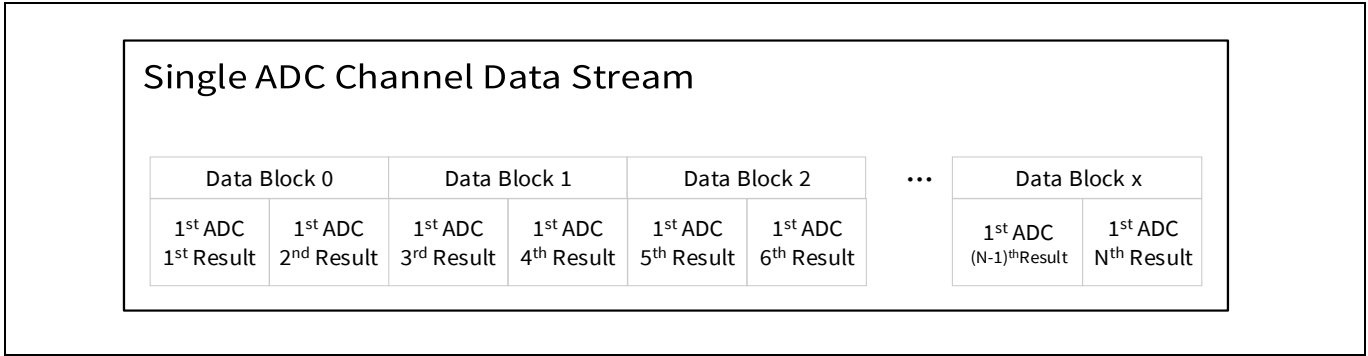 Single ADC Channel Data Stream
Data Block 0 Data Block 1 Data Block 2 ... Data Block x
1st ADC 1st ADC 1st ADC 1st ADC 1st ADC 1st ADC 1st ADC 1st ADC
1st Result 2nd Result 3rd Result 4th Result 5th Result 6th Result (N-1)thResult Nth Result